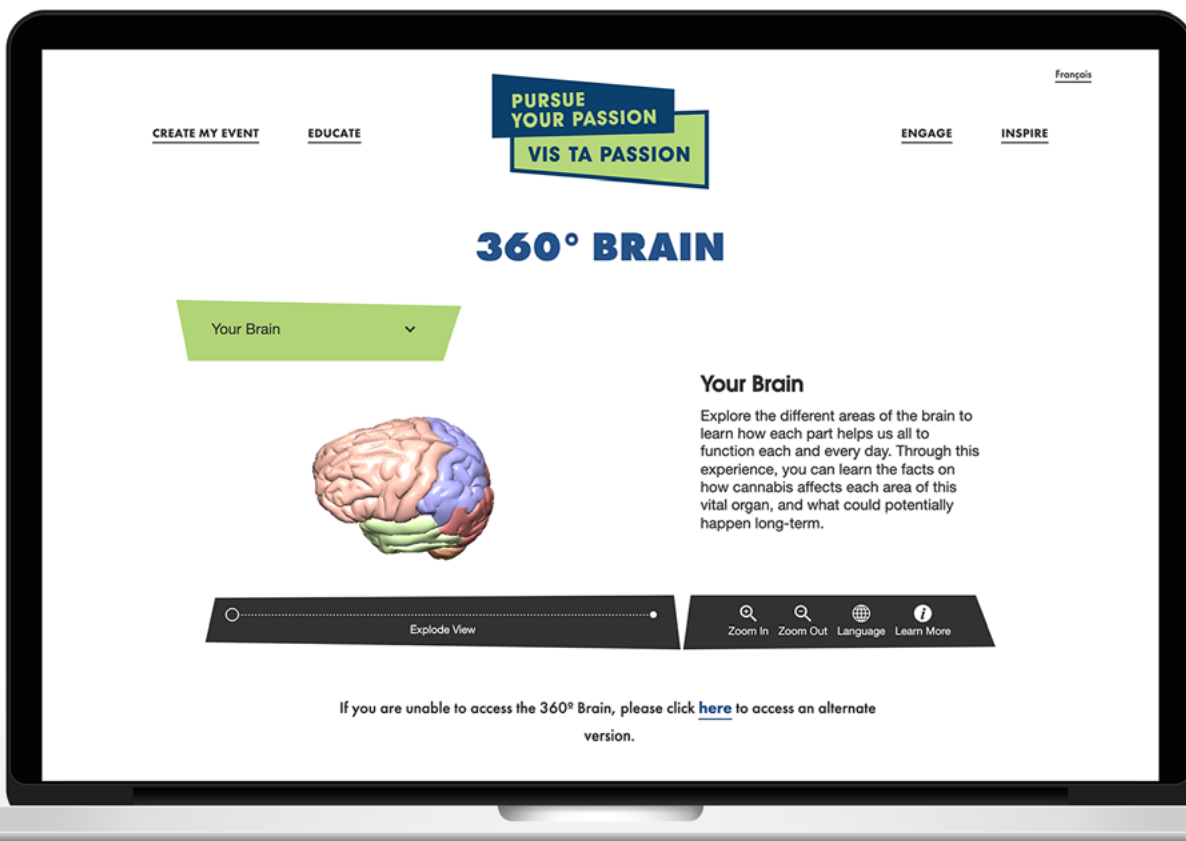 Français
CREATE MY EVENT
EDUCATE
PURSUE
YOUR PASSION
VIS TA PASSION
ENGAGE
INSPIRE
360° BRAIN
Your Brain
Your Brain
Explore the different areas of the brain to
learn how each part helps us all to
function each and every day. Through this
experience, you can learn the facts on
how cannabis affects each area of this
vital organ, and what could potentially
happen long-term.
Explode View
Zoom In
Zoom Out
Language
Learn More
If you are unable to access the 360º Brain, please click here to access an alternate
version.